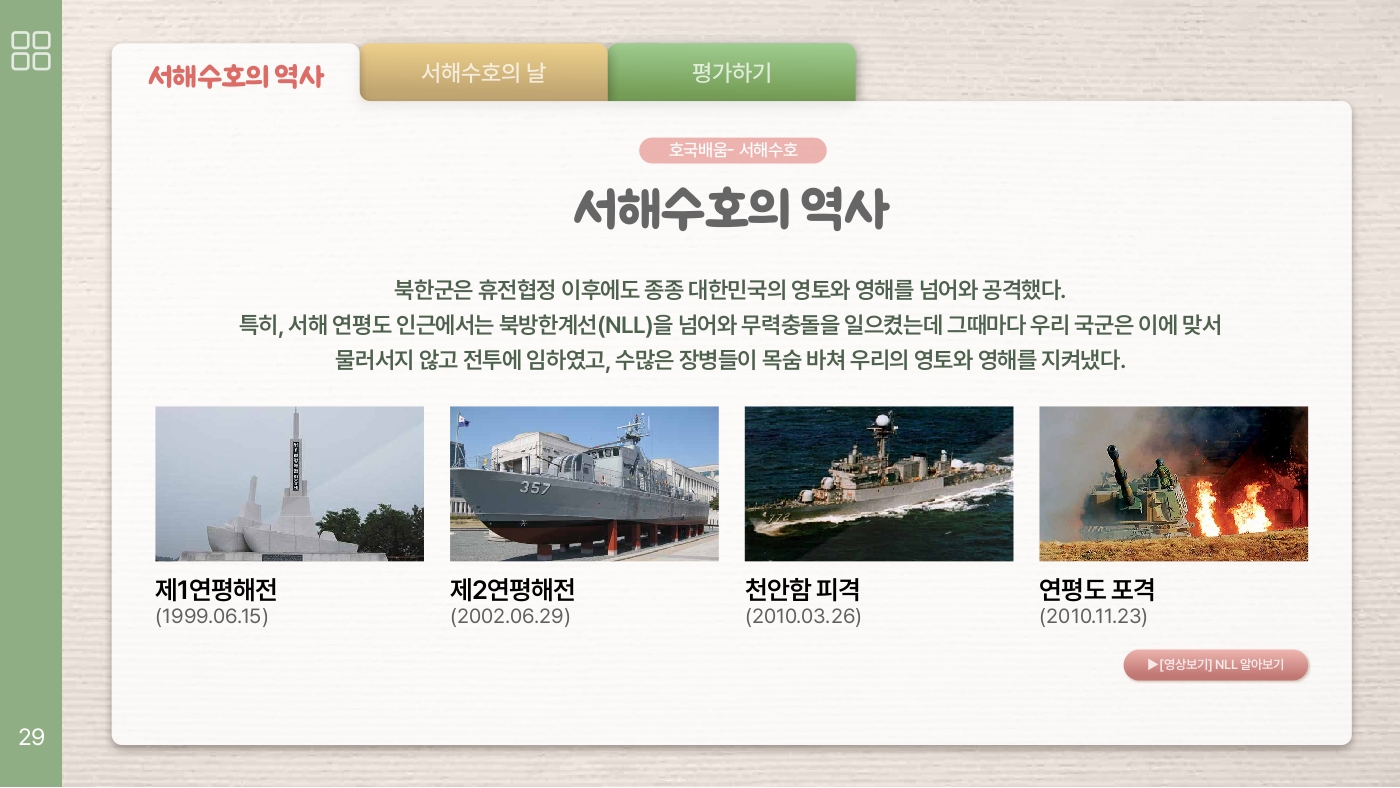 서해수호의 역사
서해수호의 날
평가하기
호국배움- 서해수호
서해수호의 역사
북한군은 휴전협정 이후에도 종종 대한민국의 영토와 영해를 넘어와 공격했다.
특히, 서해 연평도 인근에서는 북방한계선(NLL)을 넘어와 무력충돌을 일으켰는데 그때마다 우리 국군은 이에 맞서
물러서지 않고 전투에 임하였고, 수많은 장병들이 목숨 바쳐 우리의 영토와 영해를 지켜냈다.
357
772
제1연평해전
(1999.06.15)
제2연평해전
(2002.06.29)
천안함 피격
(2010.03.26)
연평도 포격
(2010.11.23)
▶[영상보기] NLL 알아보기
29